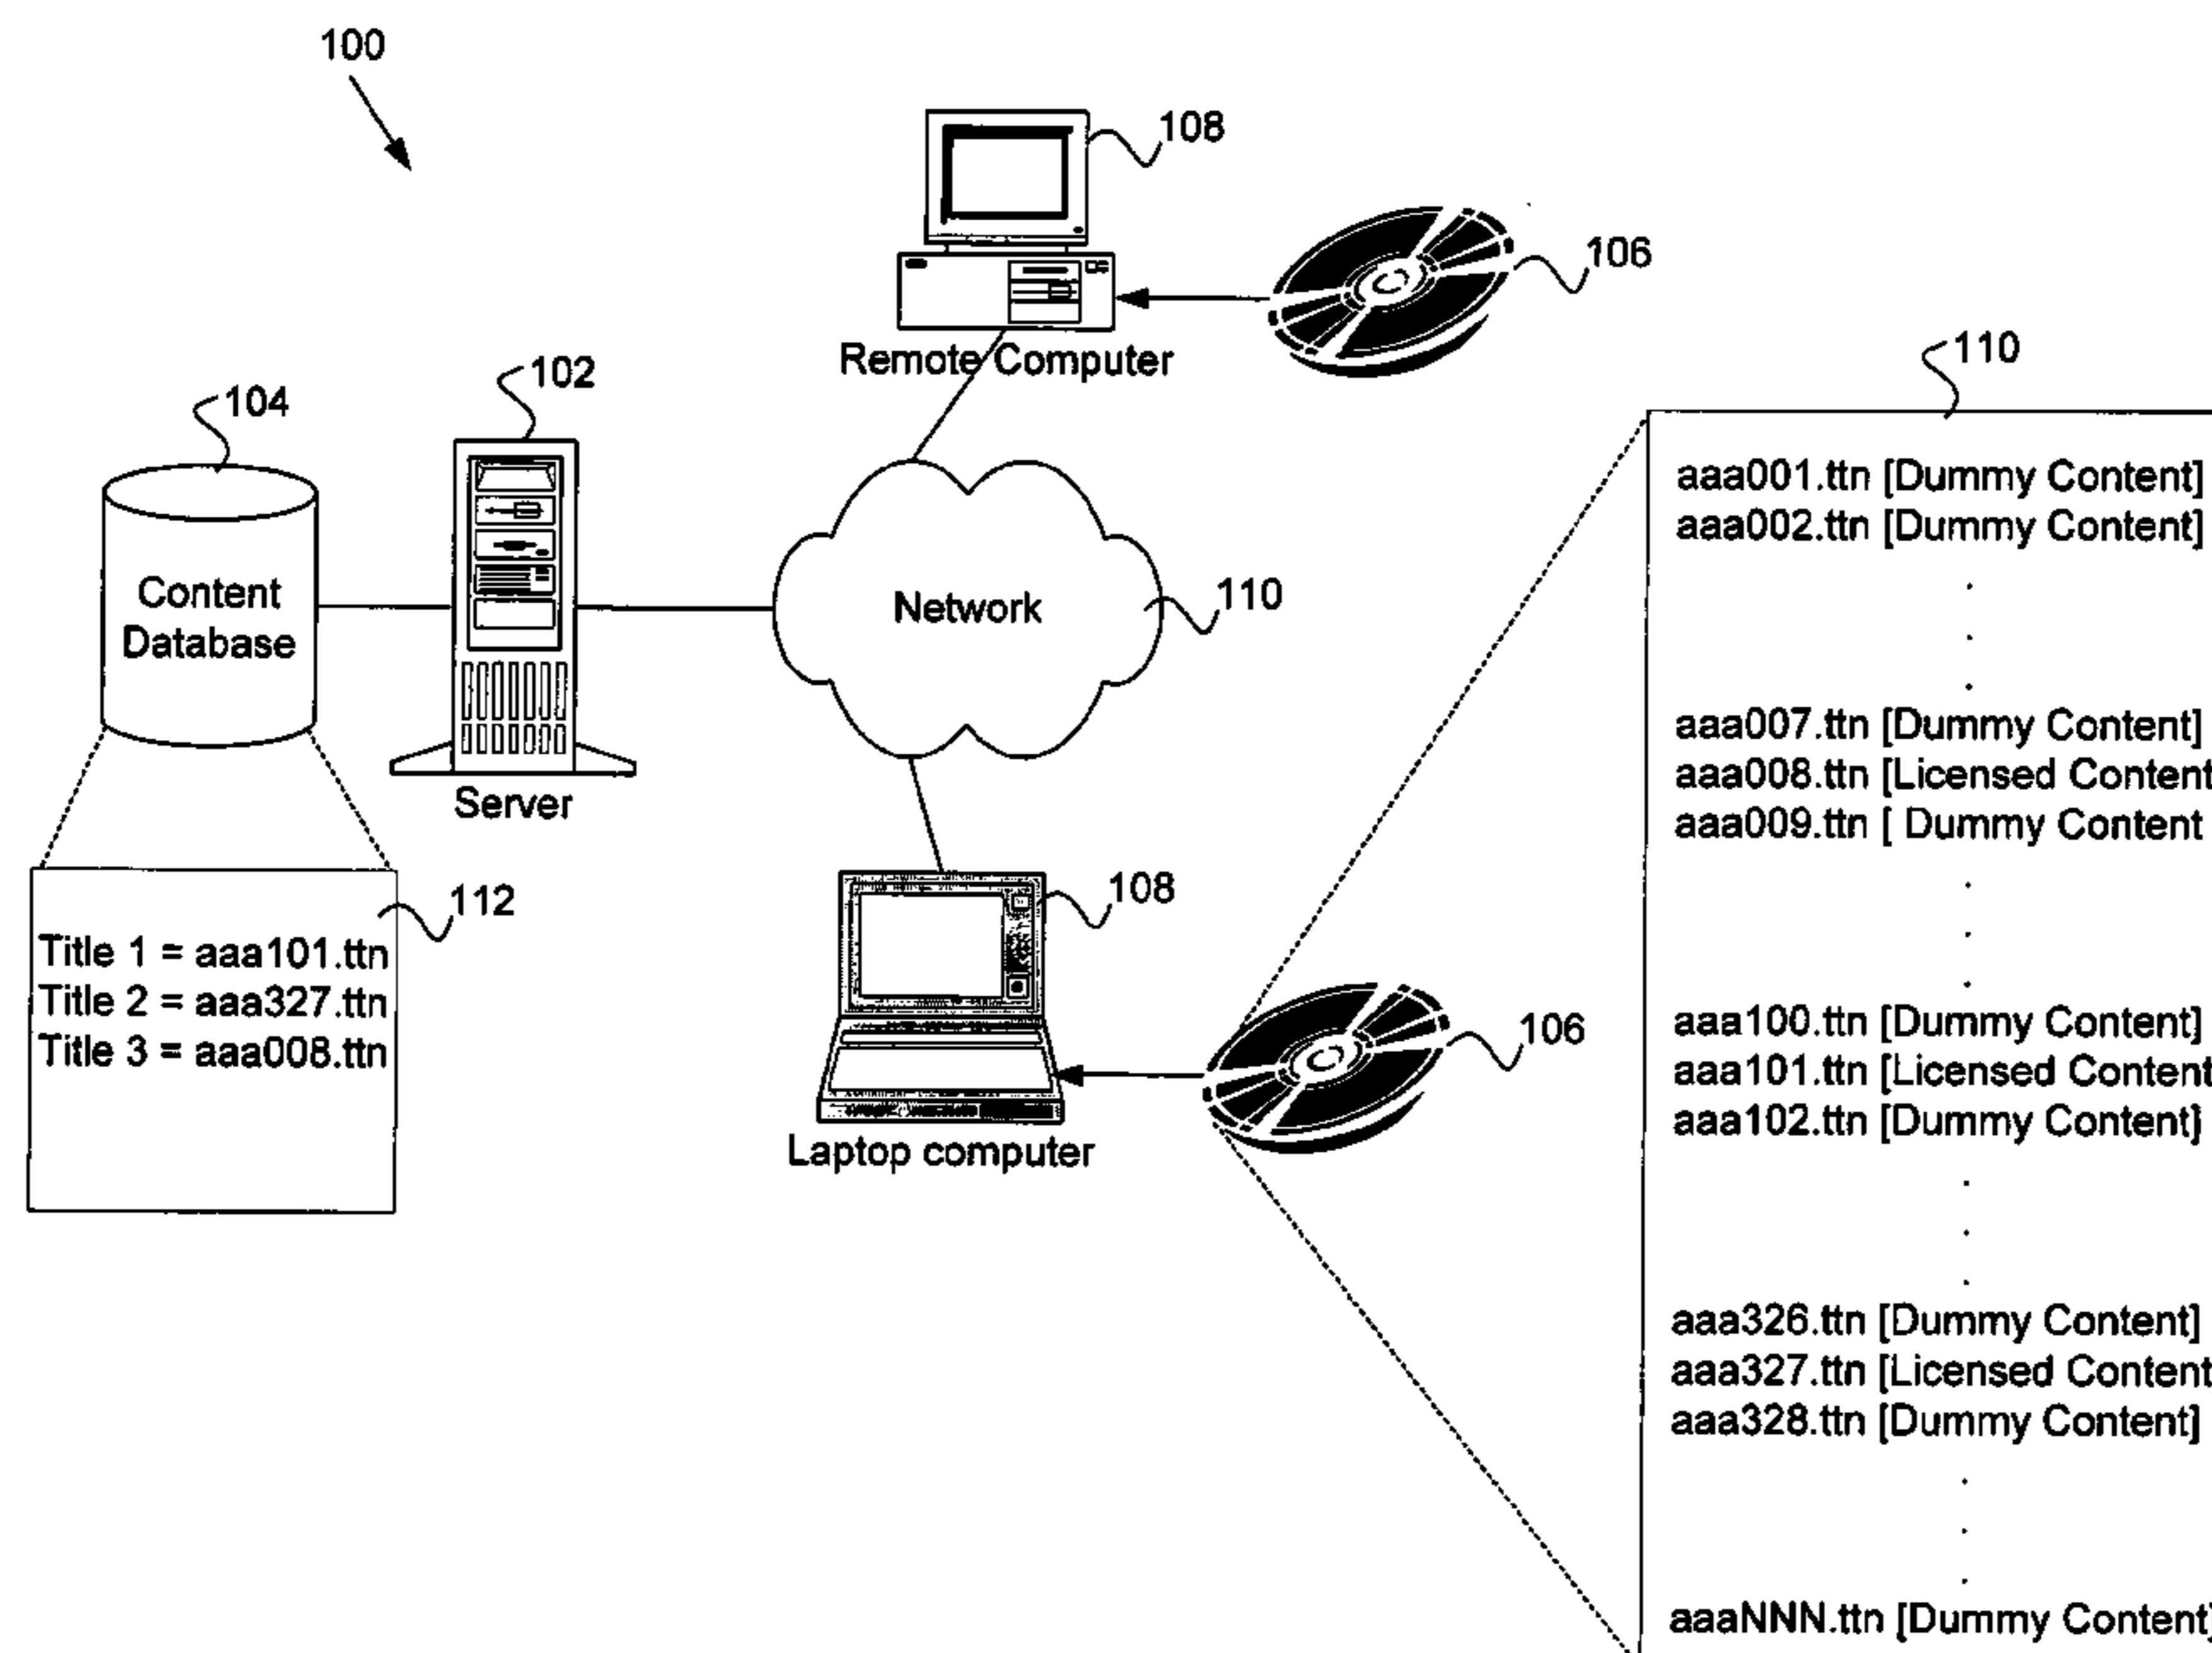 100
108
106
Remote Computer
110
102
104
aaa001.ttn [Dummy Content]
aaa002.ttn [Dummy Content]
.
.
.
Content
Database
Network
110
aaa007.ttn [Dummy Content]
aaa008.ttn [Licensed Content
aaa009.ttn [ Dummy Content
.
.
.
Server
112
108
Title 1 = aaa101.ttn
Title 2 = aaa327.ttn
Title 3 = aaa008.ttn
106
aaa100.ttn [Dummy Content]
aaa101.ttn [Licensed Content
aaa102.ttn [Dummy Content]
.
.
.
Laptop computer
aaa326.ttn [Dummy Content]
aaa327.ttn [Licensed Content
aaa328.ttn [Dummy Content]
.
.
.
aaaNNN.ttn [Dummy Content]